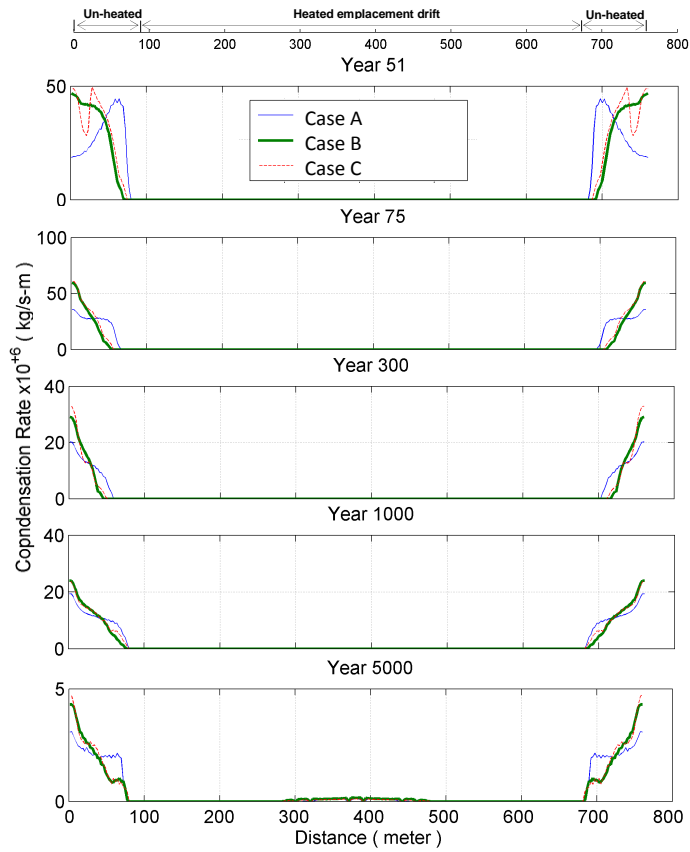 Un-heated Heated emplacement drift Un-heated
0 100 200 300 400 500 600 700 800
Year 51
50
0
Case A
Case B
Case C
Year 75
100
50
0
Year 300
40
20
0
Year 1000
40
20
0
Year 5000
5
0
0 100 200 300 400 500 600 700 800
Distance ( meter )
Copndensation Rate x10+6 ( kg/s-m )